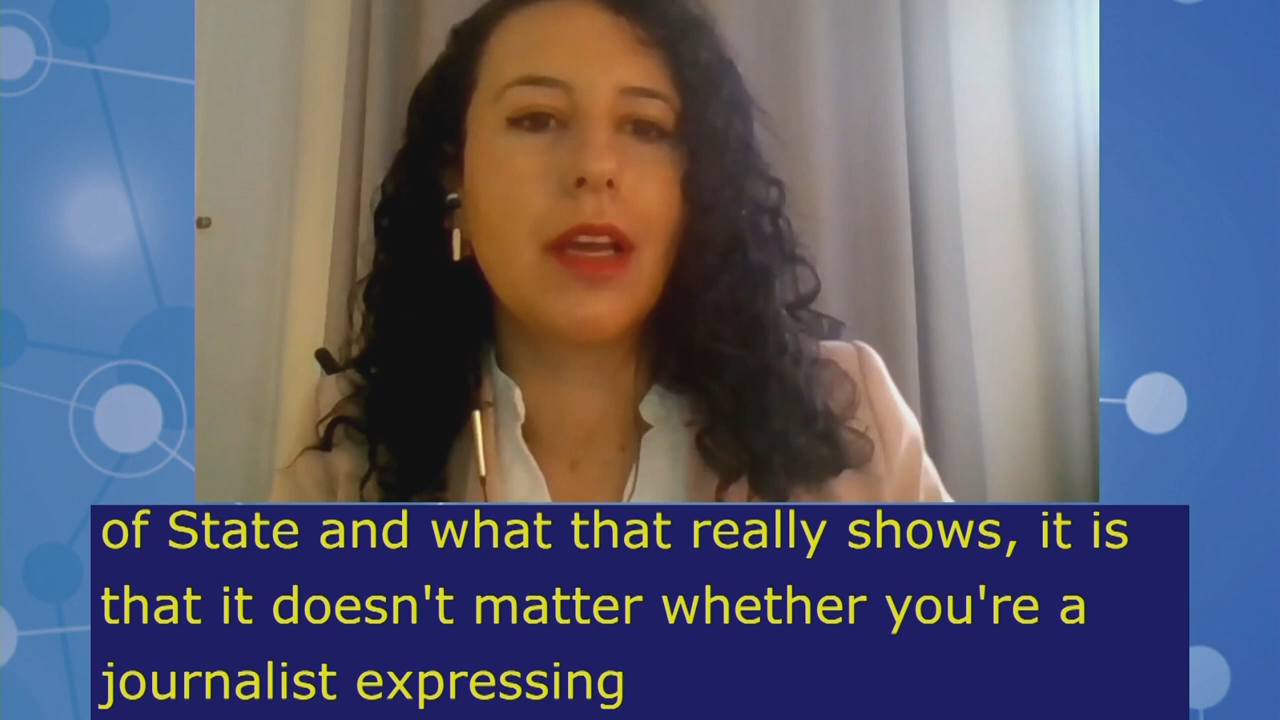 of State and what that really shows, it is
that it doesn't matter whether you're a
journalist expressing